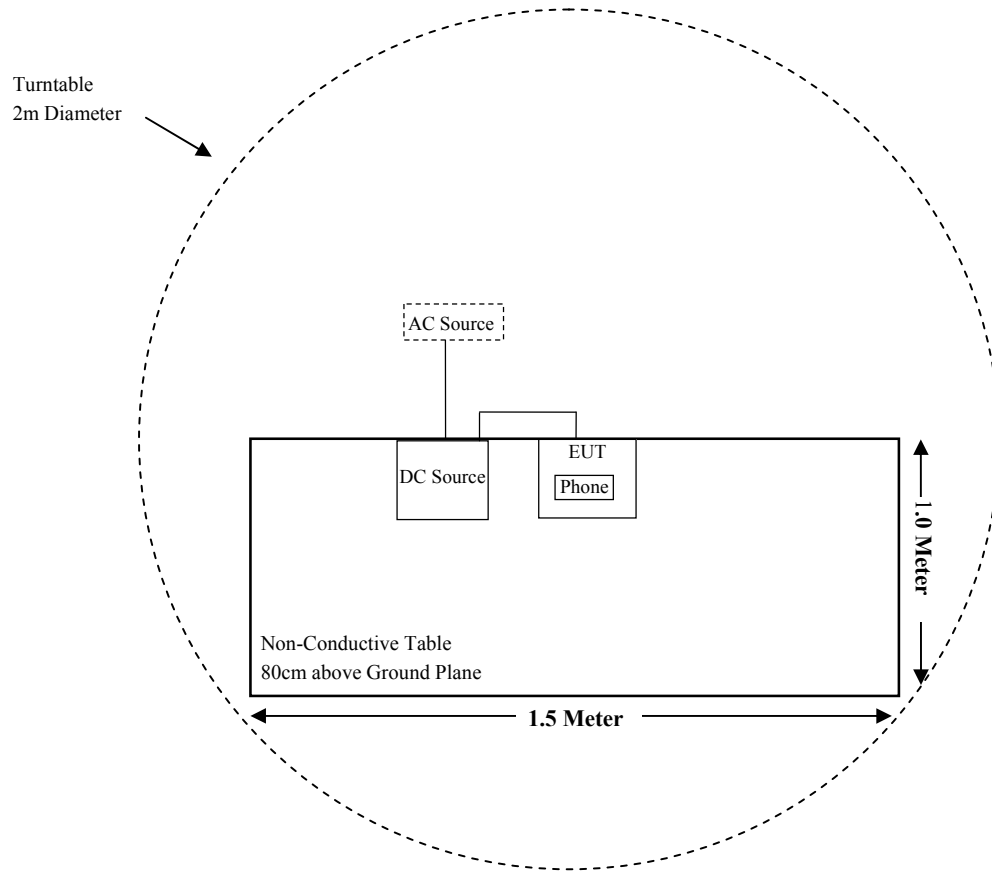 Turntable
2m Diameter
AC Source
EUT
DC Source
Phone
1.0 Meter
Non-Conductive Table
80cm above Ground Plane
1.5 Meter